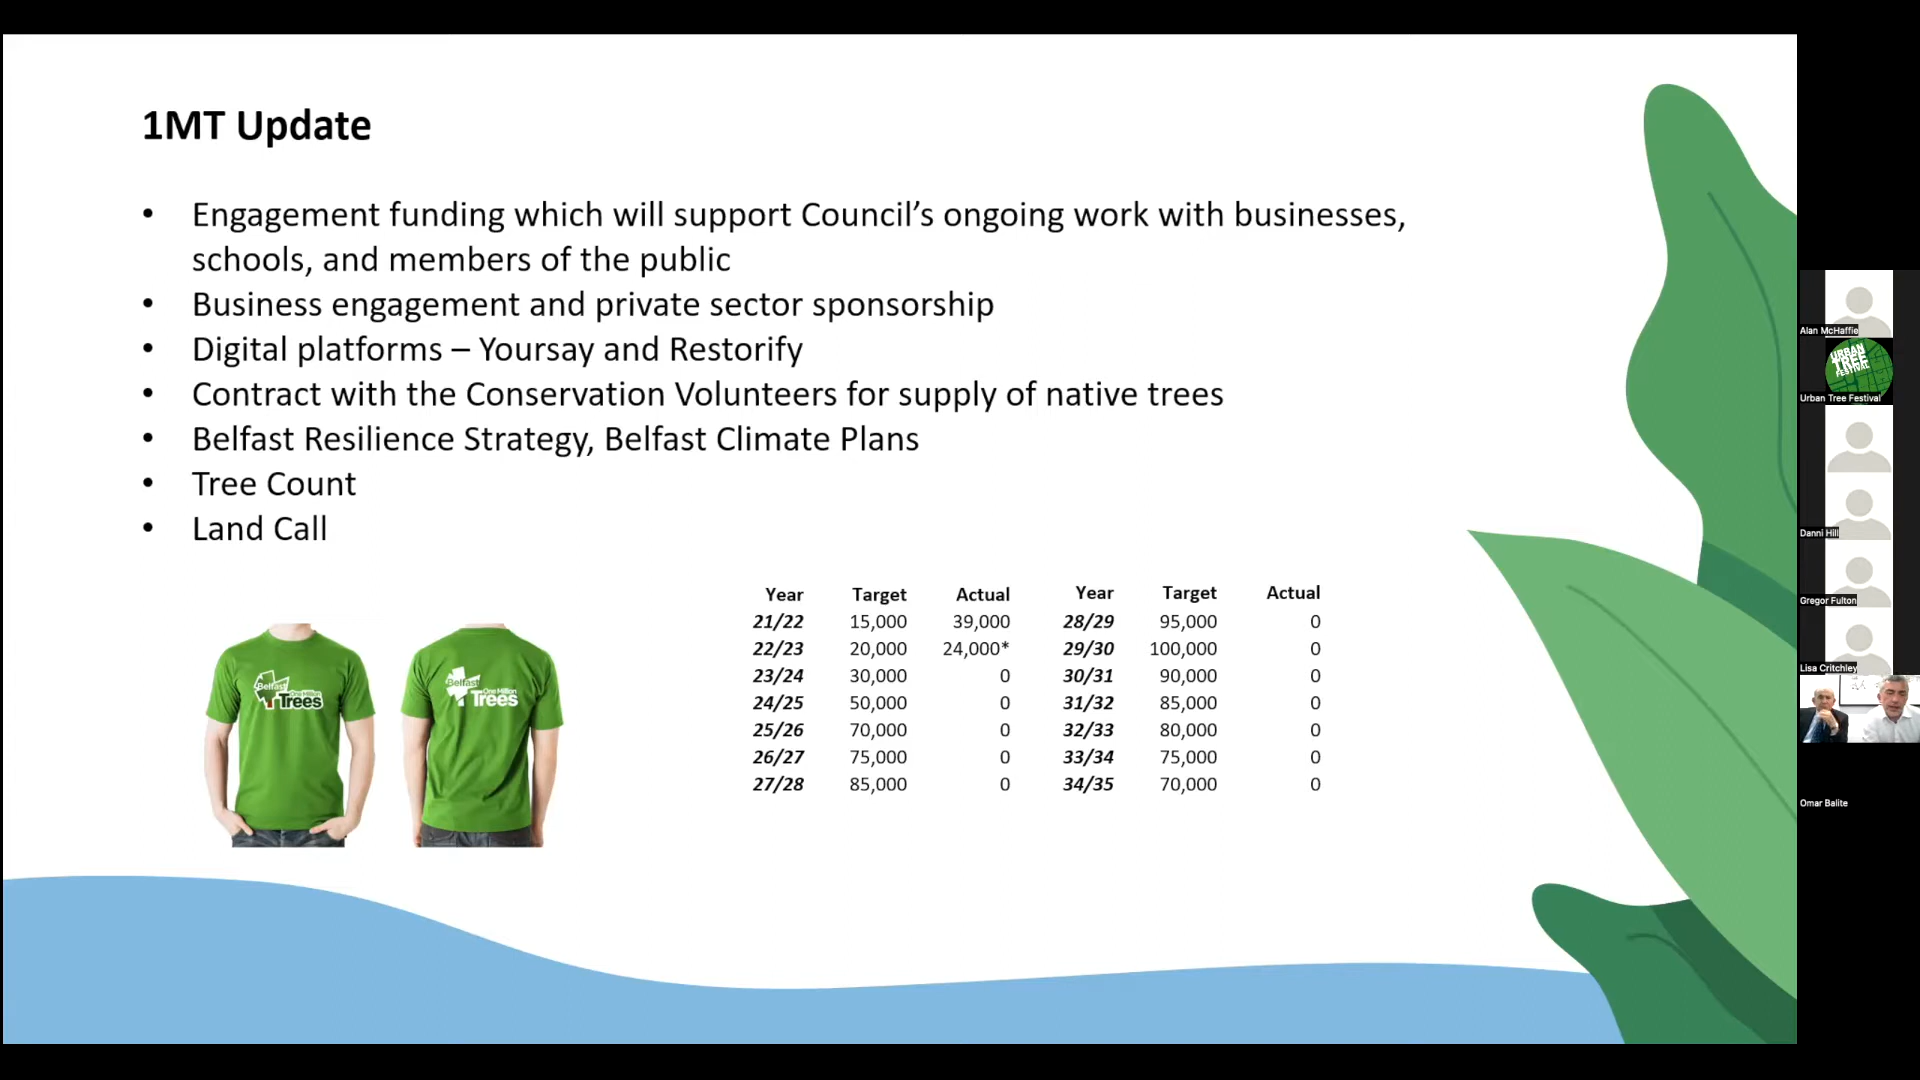 1MT Update
• Engagement funding which will support Council’s ongoing work with businesses,
schools, and members of the public
• Business engagement and private sector sponsorship
• Digital platforms – Yoursay and Restorify
• Contract with the Conservation Volunteers for supply of native trees
• Belfast Resilience Strategy, Belfast Climate Plans
• Tree Count
• Land Call
Year Target Actual Year Target Actual
21/22 15,000 39,000 28/29 95,000 0
22/23 20,000 24,000* 29/30 100,000 0
23/24 30,000 0 30/31 90,000 0
24/25 50,000 0 31/32 85,000 0
25/26 70,000 0 32/33 80,000 0
26/27 75,000 0 33/34 75,000 0
27/28 85,000 0 34/35 70,000 0
Belfast
One Million
Trees
Belfast
One Million
Trees
Alan McHaffie
URBAN
TREE
FESTIVAL
Urban Tree Festival
Danni Hill
Gregor Fulton
Lisa Critchley
Omar Balite